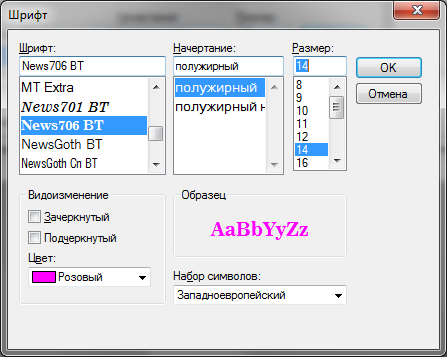 Шрифт
Шрифт: Начертание: Размер:
News706 BT полужирный 14 OK
MT Extra полужирный 8
News701 BT полужирный н 9 Отмена
News706 BT 10
NewsGoth BT 11
NewsGoth Cn BT 12
14
16
Видоизменение Образец
Зачеркнутый
Подчеркнутый AaBbYyZz
Цвет:
Розовый Набор символов:
Западноевропейский